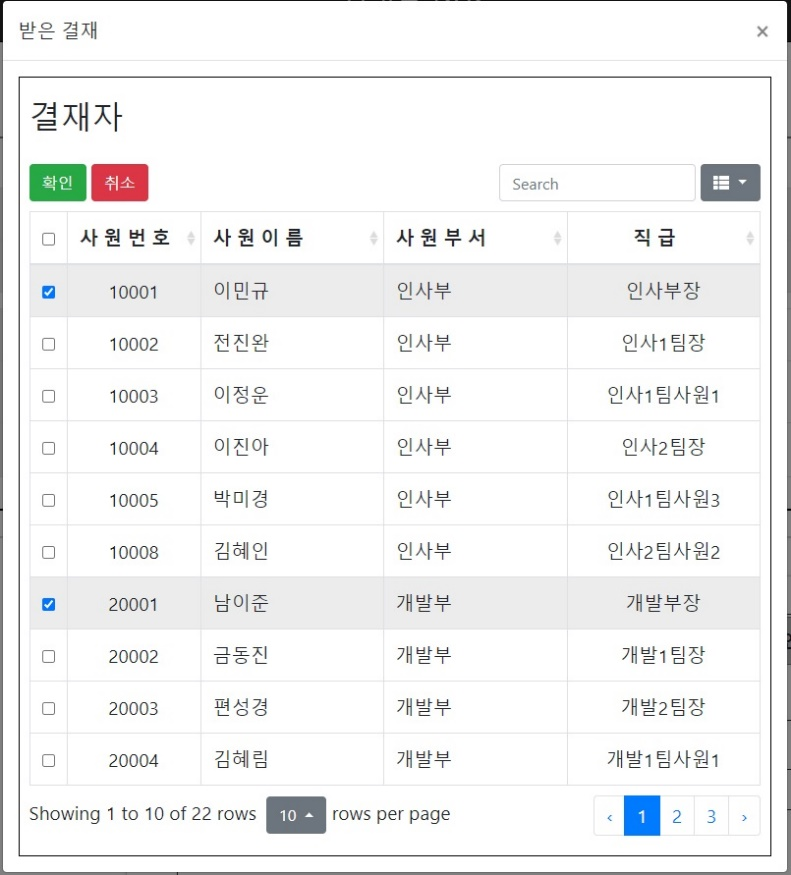 받은 결재
×
결재자
확인 취소 Search
사원번호 사원이름 사원부서 직급
10001 이민규 인사부 인사부장
10002 전진완 인사부 인사1팀장
10003 이정운 인사부 인사1팀사원1
10004 이진아 인사부 인사2팀장
10005 박미경 인사부 인사1팀사원3
10008 김혜인 인사부 인사2팀사원2
20001 남이준 개발부 개발부장
20002 금동진 개발부 개발1팀장
20003 편성경 개발부 개발2팀장
20004 김혜림 개발부 개발1팀사원1
Showing 1 to 10 of 22 rows 10 rows per page ‹ 1 2 3 ›